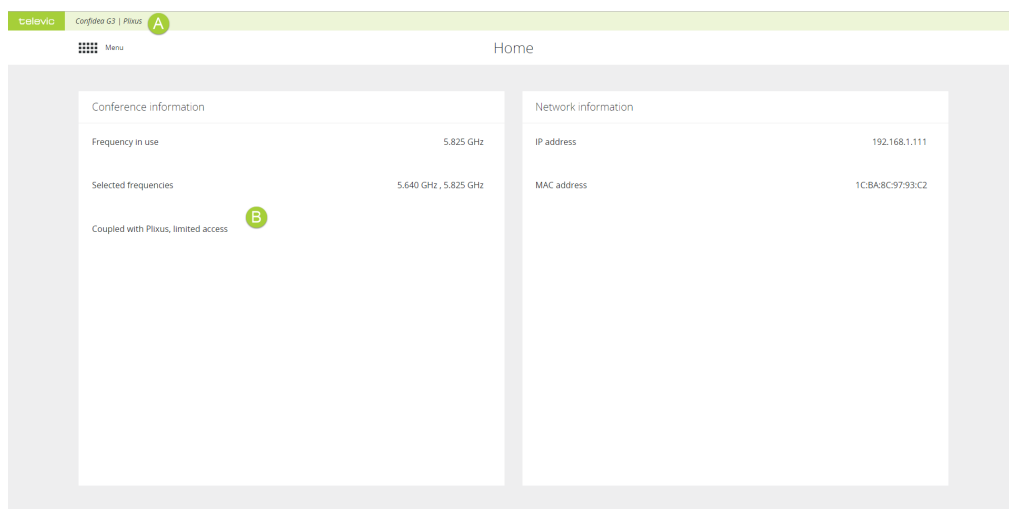 televic Confidea G3 | Plixus A
Menu Home
Conference information
Frequency in use 5.825 GHz
Selected frequencies 5.640 GHz , 5.825 GHz
B
Coupled with Plixus, limited access
Network information
IP address 192.168.1.111
MAC address 1C:BA:8C:97:93:C2